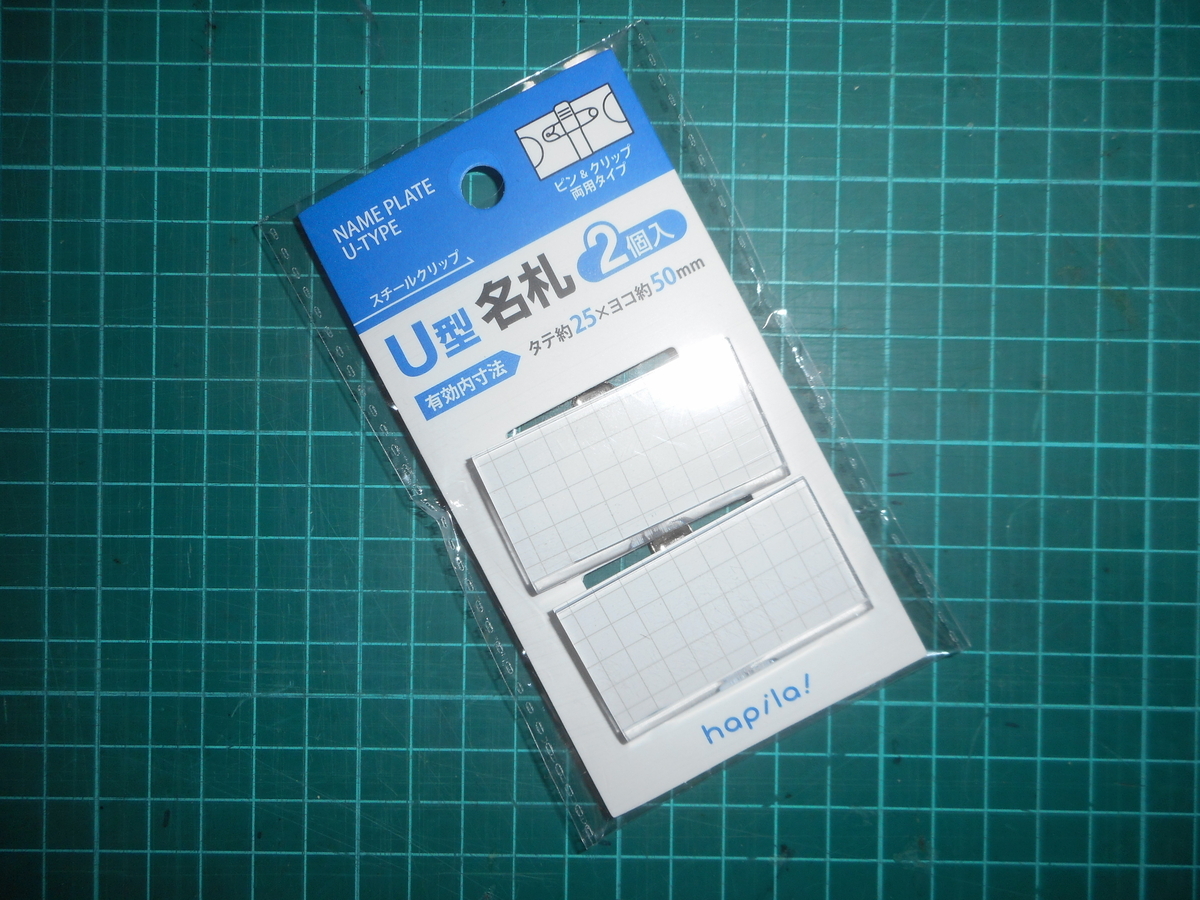 NAME PLATE
U-TYPE
ピン&クリップ
両用タイプ
スチールクリップ
U型 名札 2個入
有効内寸法 タテ約25×ヨコ約50mm
hapila!